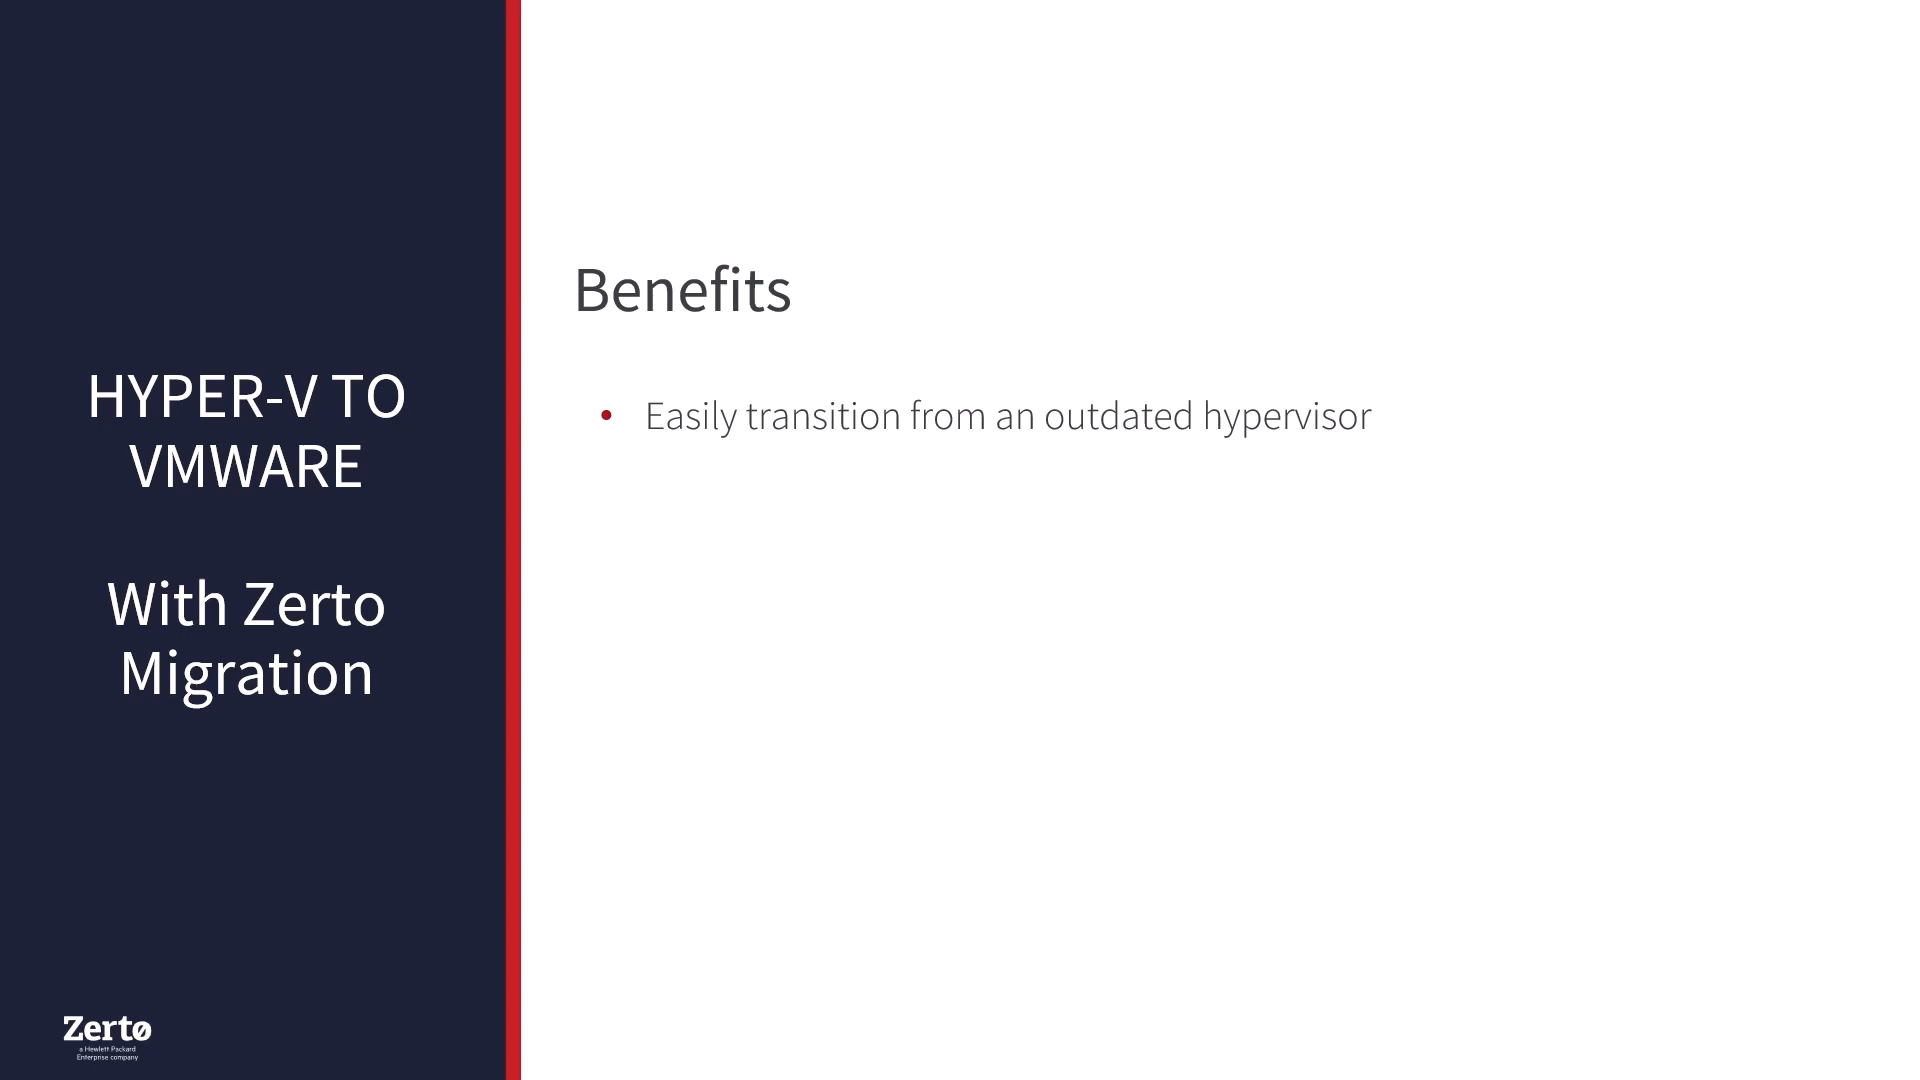 HYPER-V TO
VMWARE
With Zerto
Migration
Benefits
• Easily transition from an outdated hypervisor
Zerto
a Hewlett Packard
Enterprise company